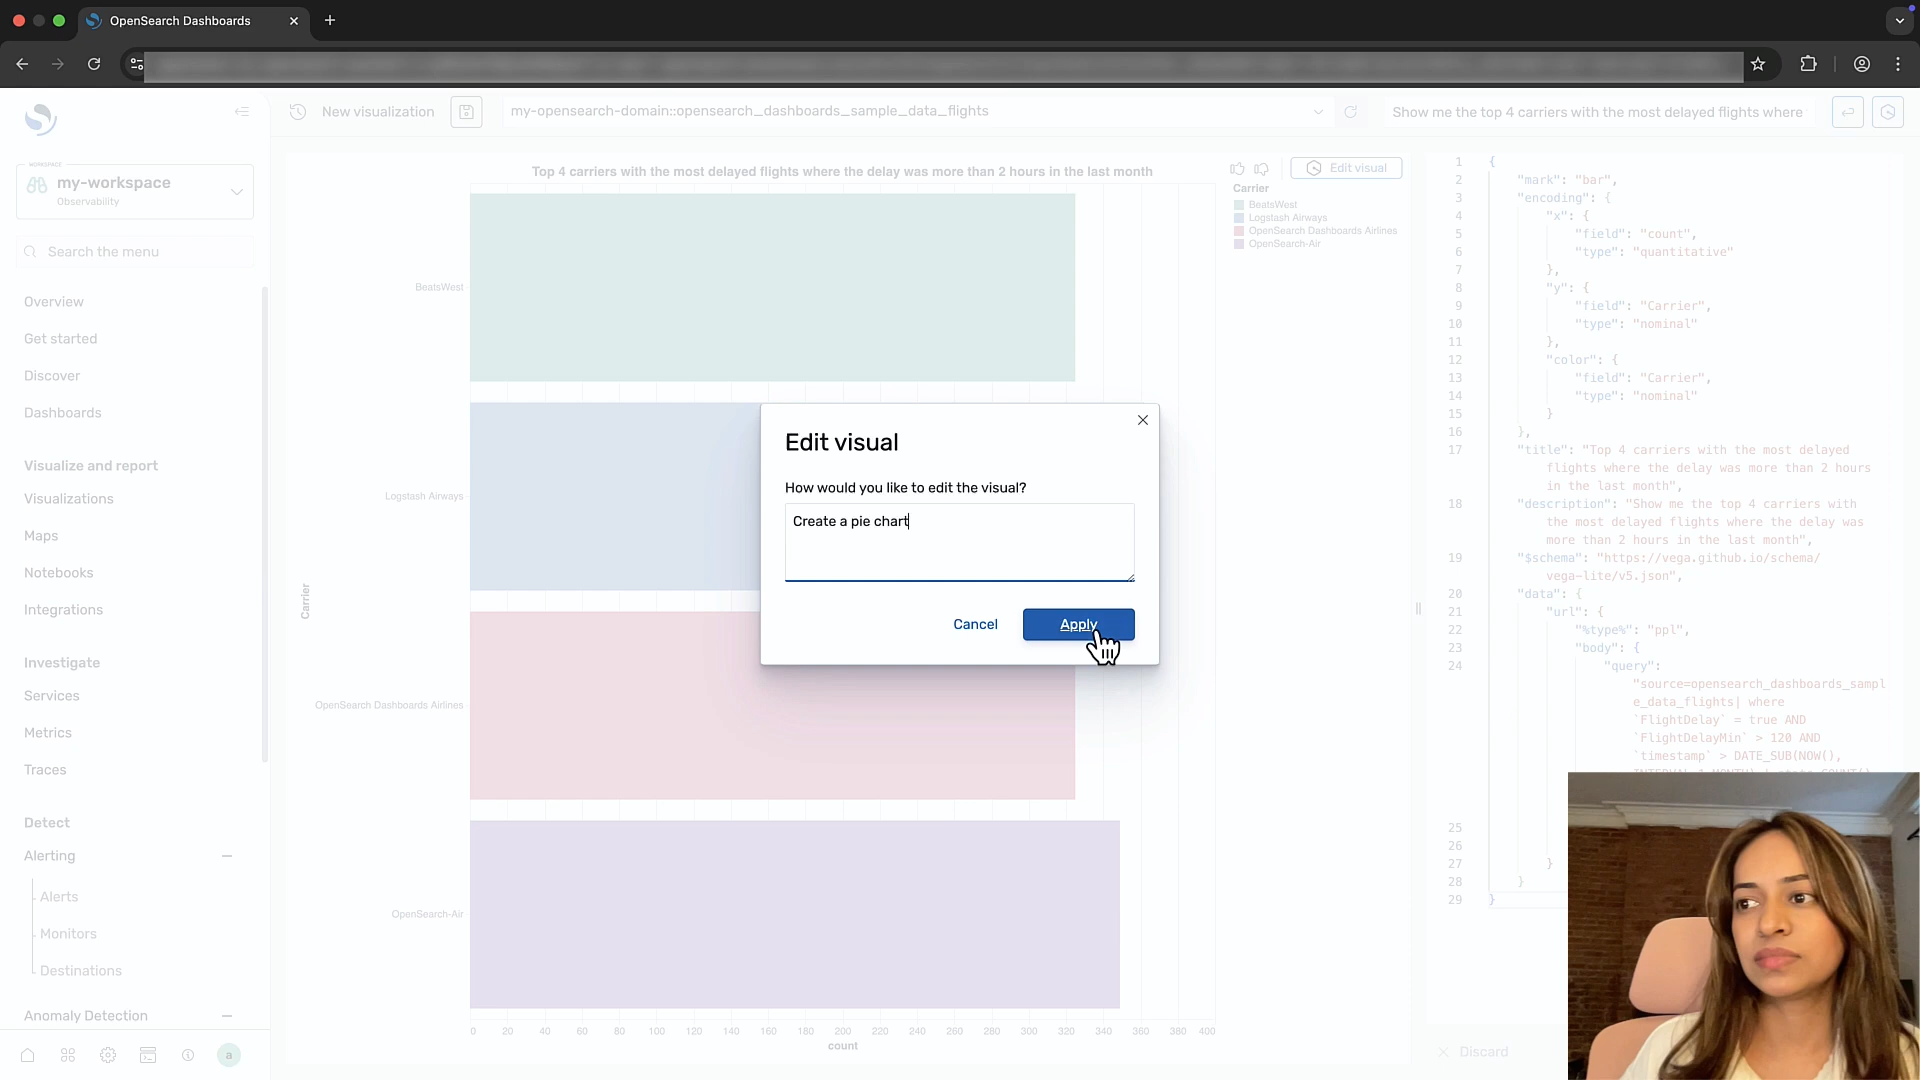 OpenSearch Dashboards
New visualization
my-opensearch-domain::opensearch_dashboards_sample_data_flights
Show me the top 4 carriers with the most delayed flights where
WORKSPACE
my-workspace
Observability
Search the menu
Overview
Get started
Discover
Dashboards
Visualize and report
Visualizations
Maps
Notebooks
Integrations
Investigate
Services
Metrics
Traces
Detect
Alerting
Alerts
Monitors
Destinations
Anomaly Detection
a
Top 4 carriers with the most delayed flights where the delay was more than 2 hours in the last month
Edit visual
Carrier
BeatsWest
Logstash Airways
OpenSearch Dashboards Airlines
OpenSearch-Air
Carrier
BeatsWest
Logstash Airways
OpenSearch Dashboards Airlines
OpenSearch-Air
0 20 40 60 80 100 120 140 160 180 200 220 240 260 280 300 320 340 360 380 400
count
Edit visual
How would you like to edit the visual?
Create a pie chart
Cancel
Apply
1 {
2 "mark": "bar",
3 "encoding": {
4 "x": {
5 "field": "count",
6 "type": "quantitative"
7 },
8 "y": {
9 "field": "Carrier",
10 "type": "nominal"
11 },
12 "color": {
13 "field": "Carrier",
14 "type": "nominal"
15 }
16 },
17 "title": "Top 4 carriers with the most delayed
flights where the delay was more than 2 hours
in the last month",
18 "description": "Show me the top 4 carriers with
the most delayed flights where the delay was
more than 2 hours in the last month",
19 "$schema": "https://vega.github.io/schema/
vega-lite/v5.json",
20 "data": {
21 "url": {
22 "%type%": "ppl",
23 "body": {
24 "query":
"source=opensearch_dashboards_sampl
e_data_flights| where
`FlightDelay` = true AND
`FlightDelayMin` > 120 AND
`timestamp` > DATE_SUB(NOW(),
25
26
27 }
28 }
29 }
Discard